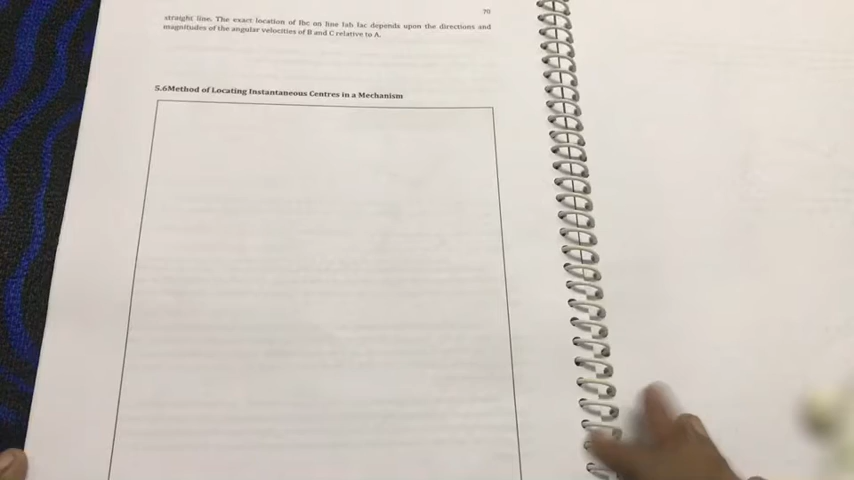 70
straight line. The exact location of Ibc on line Iab Iac depends upon the directions and
magnitudes of the angular velocities of B and C relative to A.
5.6Method of Locating Instantaneous Centres in a Mechanism